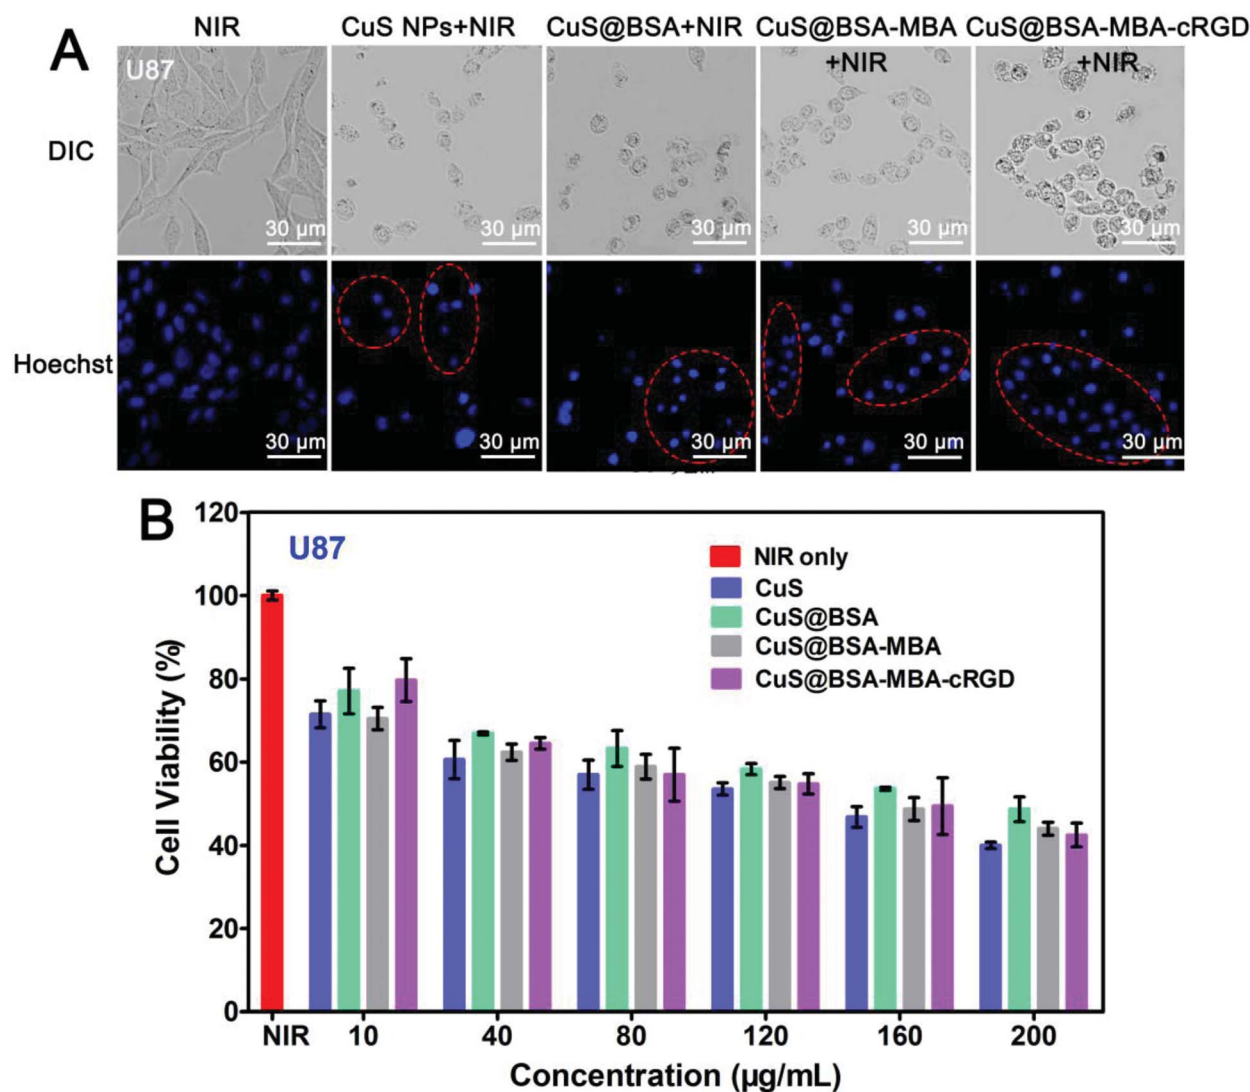 A
NIR
CuS NPs+NIR
CuS@BSA+NIR
CuS@BSA-MBA
+NIR
CuS@BSA-MBA-cRGD
+NIR
U87
DIC
30 µm
30 µm
30 µm
30 µm
30 µm
Hoechst
30 µm
30 µm
30 µm
30 µm
30 µm
B
U87
NIR only
CuS
CuS@BSA
CuS@BSA-MBA
CuS@BSA-MBA-cRGD
Cell Viability (%)
120
100
80
60
40
20
0
NIR
10
40
80
120
160
200
Concentration (µg/mL)